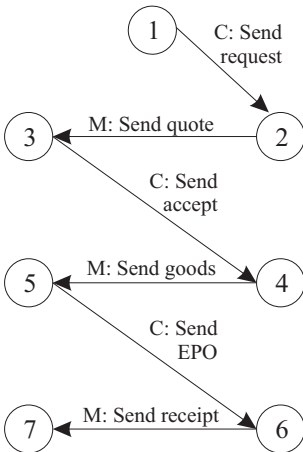 1
C: Send
request
M: Send quote
3
2
C: Send
accept
M: Send goods
5
4
C: Send
EPO
M: Send receipt
7
6